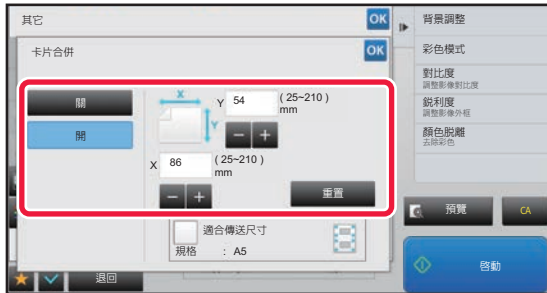 其它
OK
卡片合併
OK
關
開
X
Y
Y 54 (25~210) mm
X 86 (25~210) mm
重置
適合傳送尺寸
規格 : A5
退回
背景調整
彩色模式
對比度
調整影像對比度
銳利度
調整影像外框
顏色脱離
去除彩色
預覽
CA
啓動